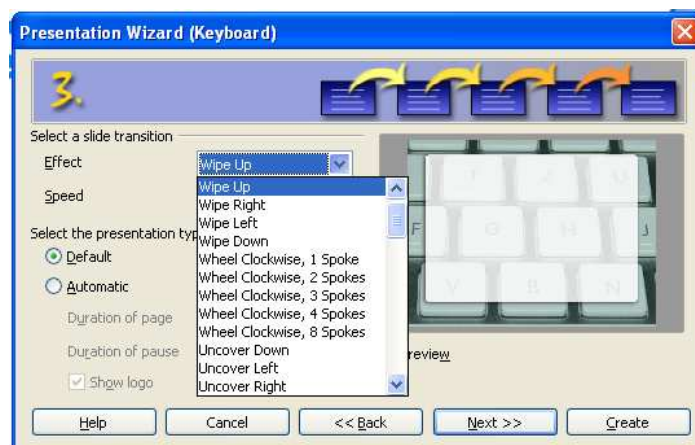 Presentation Wizard (Keyboard)
3.
Select a slide transition
Effect
Wipe Up
Speed
Wipe Up
Wipe Right
Wipe Left
Wipe Down
Wheel Clockwise, 1 Spoke
Wheel Clockwise, 2 Spokes
Wheel Clockwise, 3 Spokes
Wheel Clockwise, 4 Spokes
Wheel Clockwise, 8 Spokes
Uncover Down
Uncover Left
Uncover Right
Select the presentation typ
Default
Automatic
Duration of page
Duration of pause
Show logo
review
F G H J
V B N
Help
Cancel
<< Back
Next >>
Create